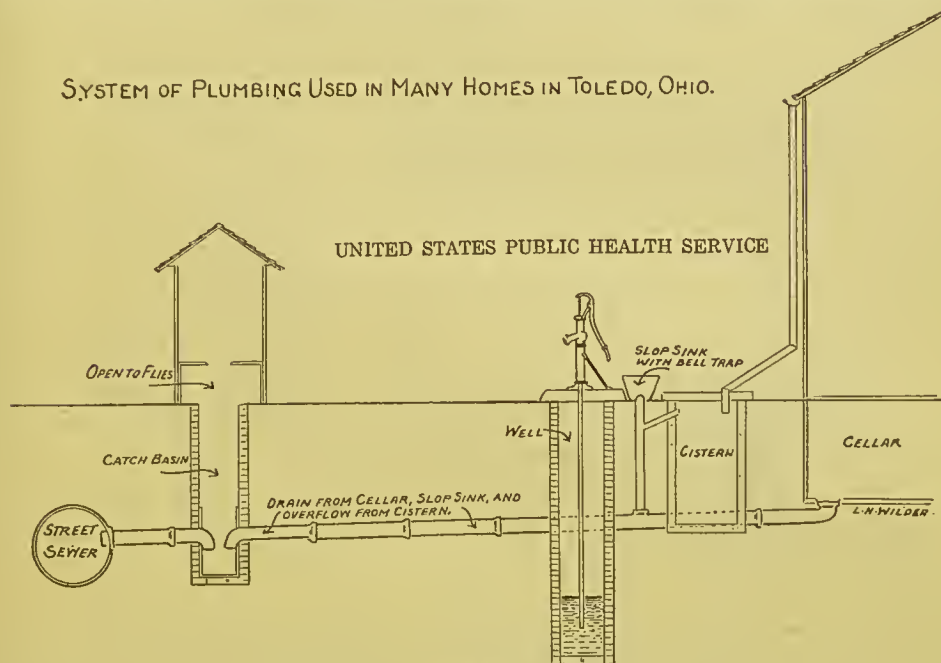 SYSTEM OF PLUMBING USED IN MANY HOMES IN TOLEDO, OHIO.
UNITED STATES PUBLIC HEALTH SERVICE
OPEN TO FLIES
SLOP SINK
WITH BELL TRAP
WELL
CISTERN
CELLAR
CATCH BASIN
DRAIN FROM CELLAR, SLOP SINK, AND
OVERFLOW FROM CISTERN.
STREET
SEWER
L.N.WILDER.